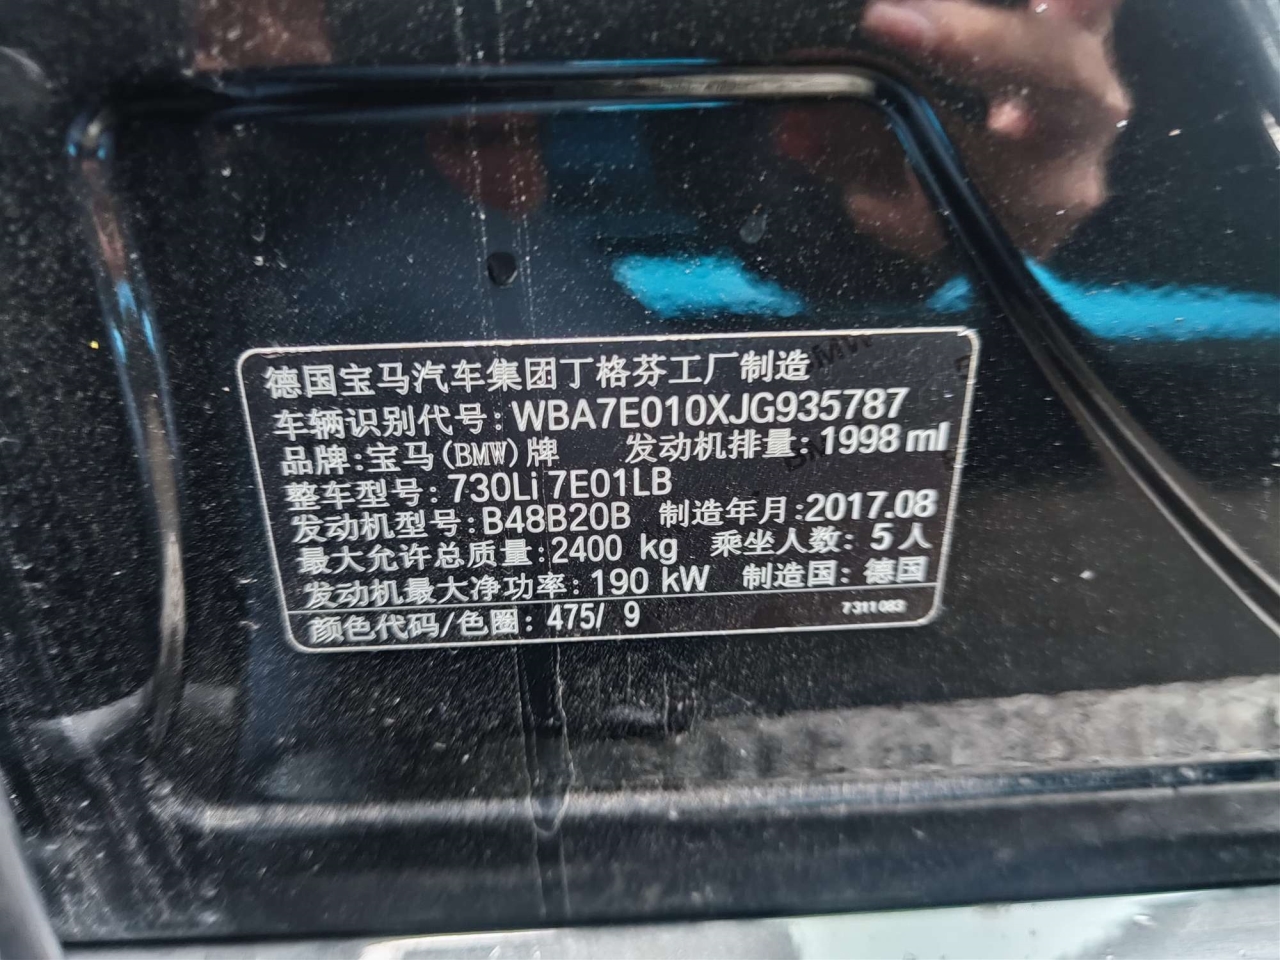 德国宝马汽车集团丁格芬工厂制造
车辆识别代号: WBA7E010XJG935787
品牌:宝马(BMW)牌 发动机排量: 1998 ml
整车型号: 730Li 7E01LB
发动机型号: B48B20B 制造年月: 2017.08
最大允许总质量: 2400 kg 乘坐人数: 5人
发动机最大净功率: 190 kW 制造国: 德国
颜色代码/色圈: 475/ 9 7311083